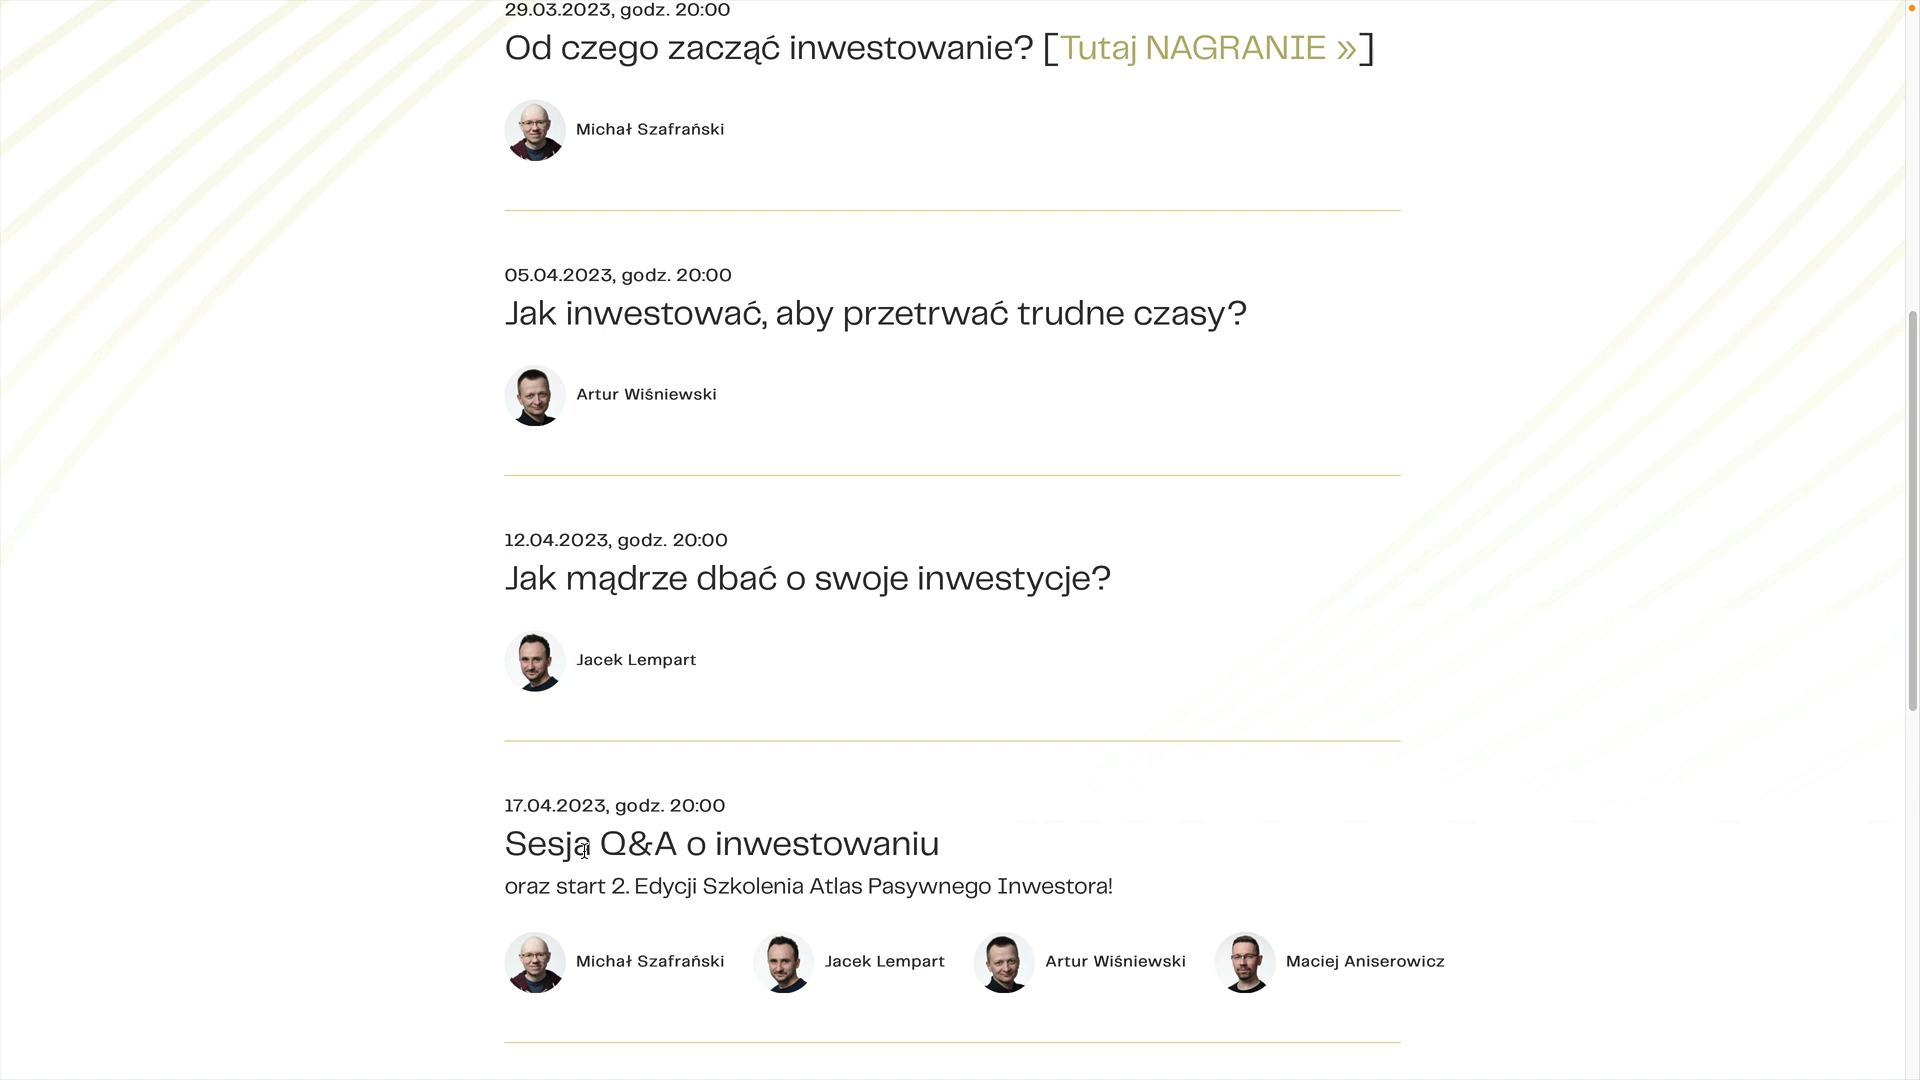 29.03.2023, godz. 20:00
Od czego zacząć inwestowanie? [Tutaj NAGRANIE »]
Michał Szafrański
05.04.2023, godz. 20:00
Jak inwestować, aby przetrwać trudne czasy?
Artur Wiśniewski
12.04.2023, godz. 20:00
Jak mądrze dbać o swoje inwestycje?
Jacek Lempart
17.04.2023, godz. 20:00
Sesja Q&A o inwestowaniu
oraz start 2. Edycji Szkolenia Atlas Pasywnego Inwestora!
Michał Szafrański Jacek Lempart Artur Wiśniewski Maciej Aniserowicz